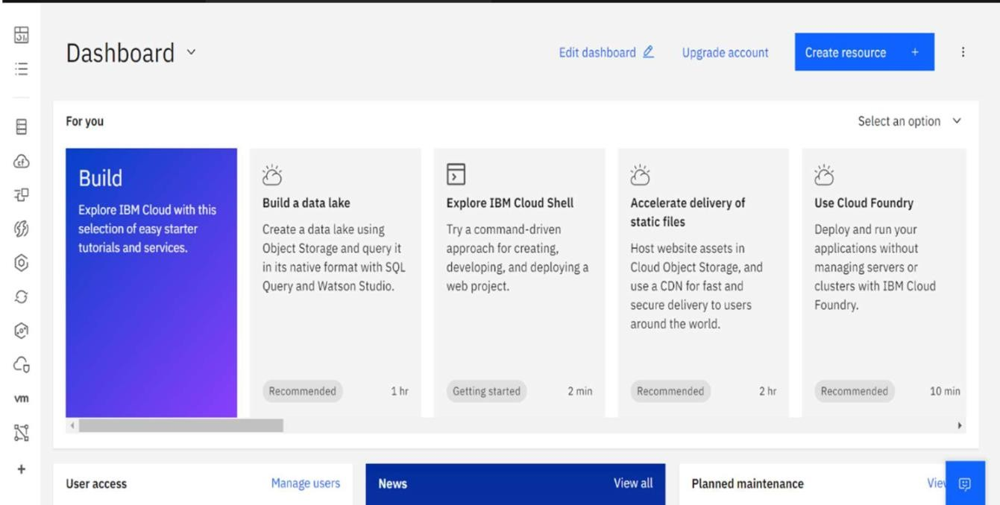 Dashboard
Edit dashboard
Upgrade account
Create resource +
For you
Select an option
Build
Explore IBM Cloud with this
selection of easy starter
tutorials and services.
Build a data lake
Create a data lake using
Object Storage and query it
in its native format with SQL
Query and Watson Studio.
Recommended
1 hr
Explore IBM Cloud Shell
Try a command-driven
approach for creating,
developing, and deploying a
web project.
Getting started
2 min
Accelerate delivery of
static files
Host website assets in
Cloud Object Storage, and
use a CDN for fast and
secure delivery to users
around the world.
Recommended
2 hr
Use Cloud Foundry
Deploy and run your
applications without
managing servers or
clusters with IBM Cloud
Foundry.
Recommended
10 min
cf
vm
User access
Manage users
News
View all
Planned maintenance